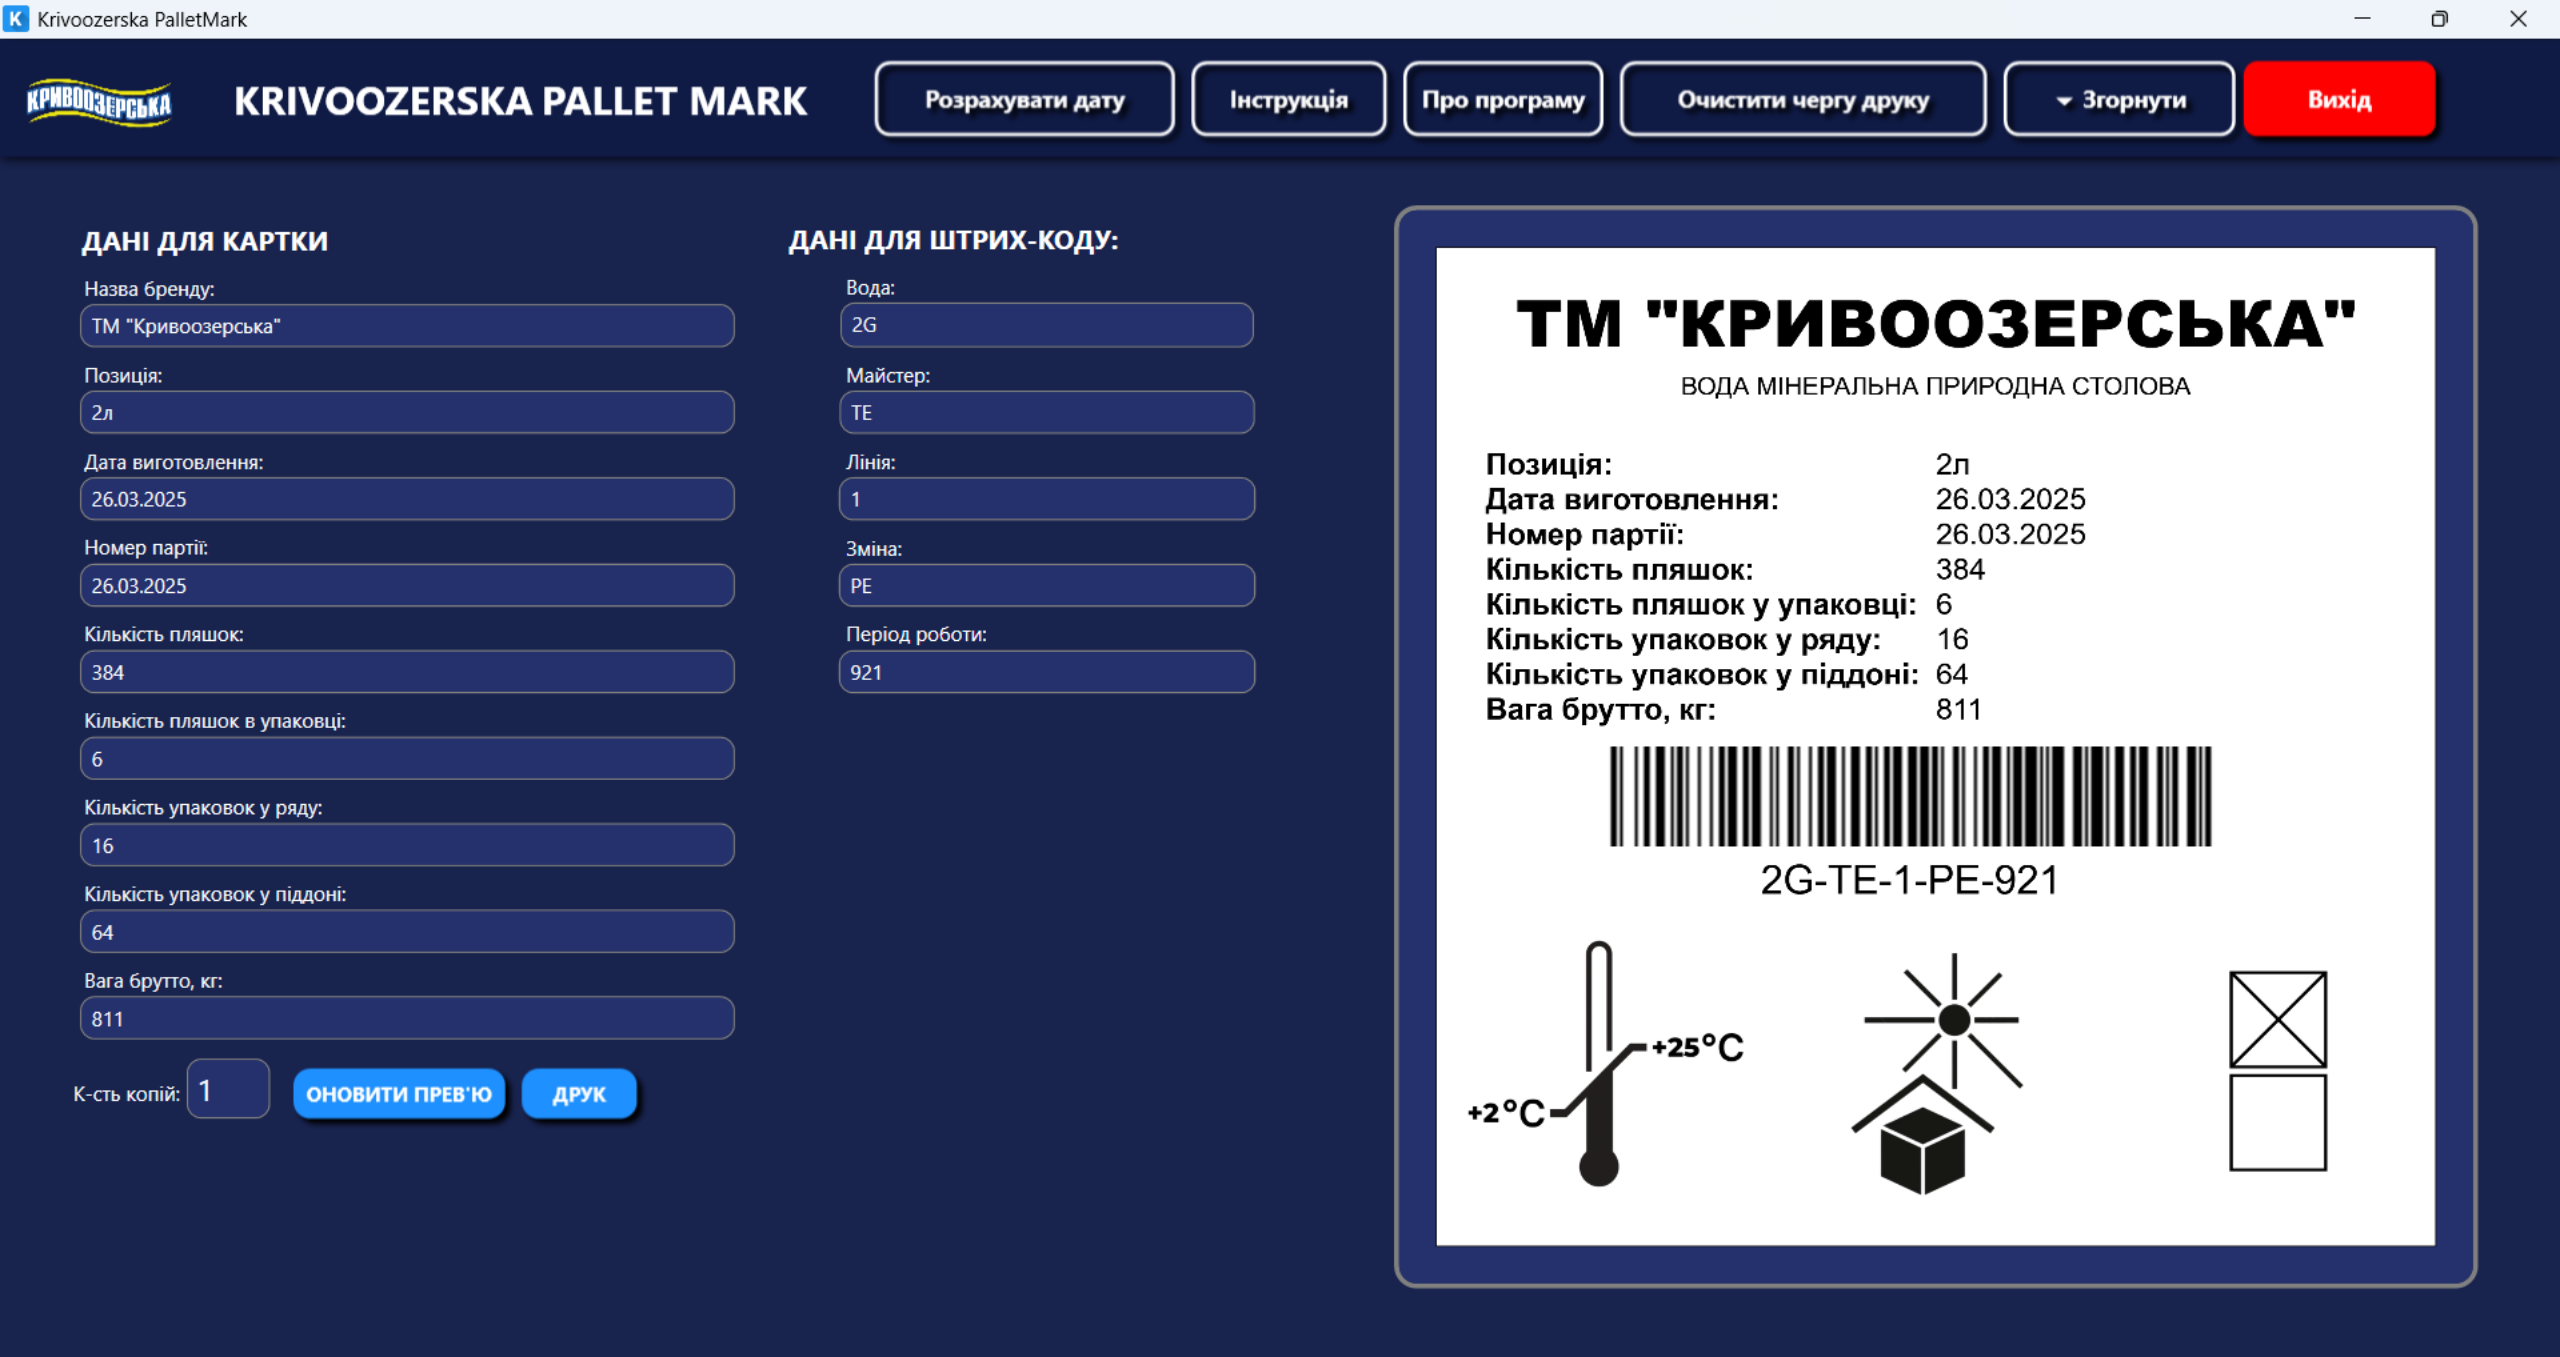 Krivoozerska PalletMark
КРИВООЗЕРСЬКА
KRIVOOZERSKA PALLET MARK
Розрахувати дату
Інструкція
Про програму
Очистити чергу друку
Згорнути
Вихід
ДАНІ ДЛЯ КАРТКИ
Назва бренду:
ТМ "Кривоозерська"
Позиція:
2л
Дата виготовлення:
26.03.2025
Номер партії:
26.03.2025
Кількість пляшок:
384
Кількість пляшок в упаковці:
6
Кількість упаковок у ряду:
16
Кількість упаковок у піддоні:
64
Вага брутто, кг:
811
К-сть копій: 1
ОНОВИТИ ПРЕВ'Ю
ДРУК
ДАНІ ДЛЯ ШТРИХ-КОДУ:
Вода:
2G
Майстер:
TE
Лінія:
1
Зміна:
PE
Період роботи:
921
ТМ "КРИВООЗЕРСЬКА"
ВОДА МІНЕРАЛЬНА ПРИРОДНА СТОЛОВА
Позиція: 2л
Дата виготовлення: 26.03.2025
Номер партії: 26.03.2025
Кількість пляшок: 384
Кількість пляшок у упаковці: 6
Кількість упаковок у ряду: 16
Кількість упаковок у піддоні: 64
Вага брутто, кг: 811
2G-TE-1-PE-921
+25°C
+2°C